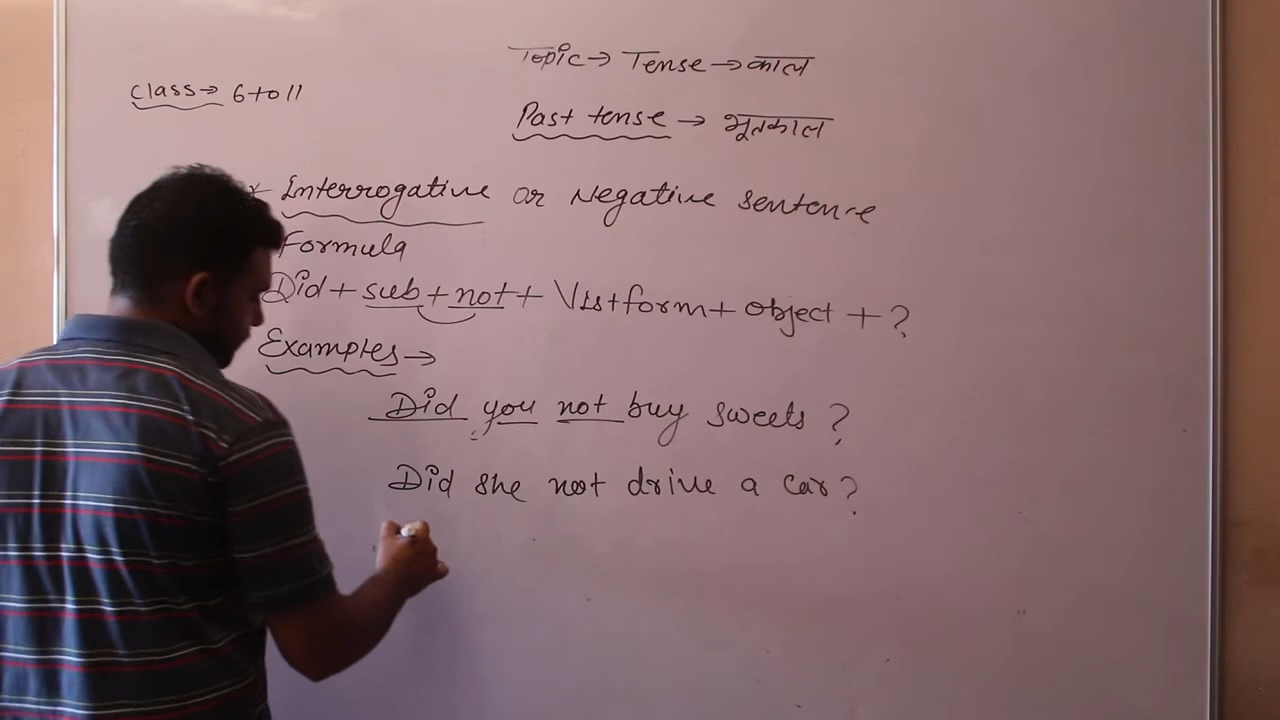 Topic → Tense → काल
Class → 6 to 11
Past tense → भूतकाल
* Interrogative or Negative sentence
Formula
Did + sub + not + V1st form + object + ?
Examples →
Did you not buy sweets ?
Did she not drive a car?